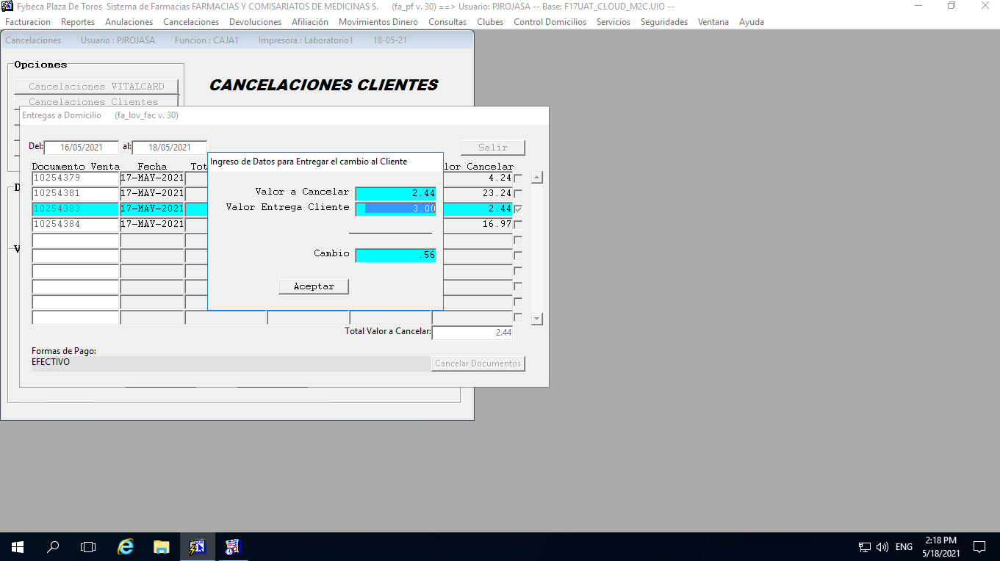 Fybeca Plaza De Toros  Sistema de Farmacias FARMACIAS Y COMISARIATOS DE MEDICINAS S.  (fa_pf v. 30) ==> Usuario: PJROJASA -- Base: F17UAT_CLOUD_M2C.UIO --
Facturacion Reportes Anulaciones Cancelaciones Devoluciones Afiliación Movimientos Dinero Consultas Clubes Control Domicilios Servicios Seguridades Ventana Ayuda
Cancelaciones Usuario : PJROJASA Funcion : CAJA1 Impresora : Laboratorio1 18-05-21
Opciones
CANCELACIONES CLIENTES
Cancelaciones VITALCARD
Cancelaciones Clientes
Entregas a Domicilio (fa_lov_fac v. 30)
Del: 16/05/2021 al: 18/05/2021 Salir
Ingreso de Datos para Entregar el cambio al Cliente
Documento Venta Fecha Tot lor Cancelar
10254379 17-MAY-2021 4.24
10254381 17-MAY-2021 23.24
10254383 17-MAY-2021 2.44
10254384 17-MAY-2021 16.97
Valor a Cancelar 2.44
Valor Entrega Cliente 3.00
Cambio .56
Aceptar
Total Valor a Cancelar: 2.44
Formas de Pago:
EFECTIVO
Cancelar Documentos
D
V
ENG
2:18 PM
5/18/2021